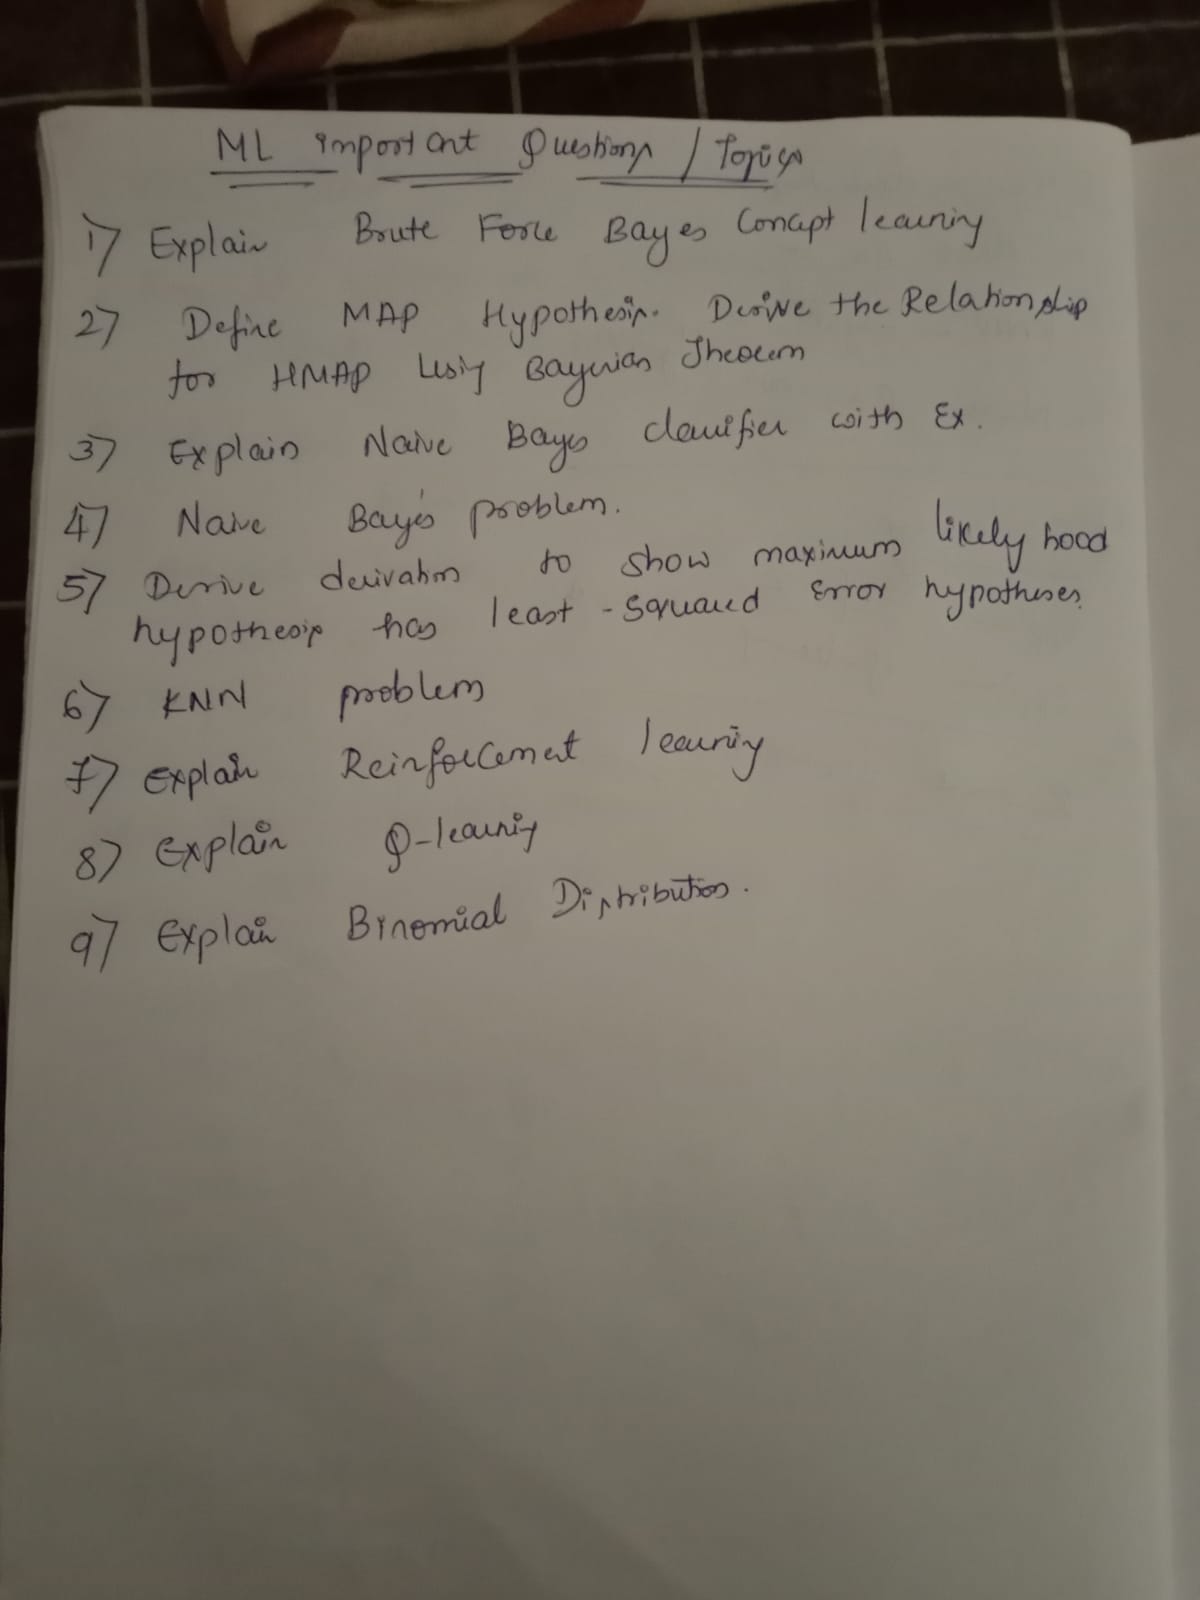 ML important Questions / Topics
1) Explain Brute Force Bayes Concept learning
2) Define MAP Hypothesis. Derive the Relationship
for HMAP Using Bayesian Theorem
3) Explain Naive Bayes classifier with Ex.
4) Naive Baye's problem.
5) Derive derivation to show maximum likely hood
hypothesis has least-squared error hypotheses.
6) KNN problem
7) Explain Reinforcement learning
8) Explain Q-learning
9) Explain Binomial Distribution.